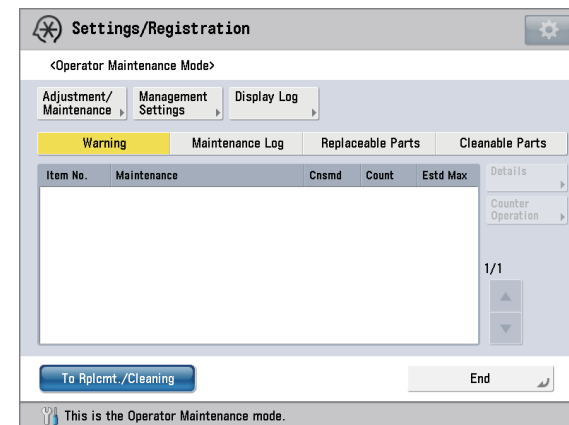 Settings/Registration
<Operator Maintenance Mode>
Adjustment/
Maintenance
Management
Settings
Display Log
Warning
Maintenance Log
Replaceable Parts
Cleanable Parts
Item No.
Maintenance
Cnsmd
Count
Estd Max
Details
Counter
Operation
1/1
To Rplcmt./Cleaning
End
This is the Operator Maintenance mode.